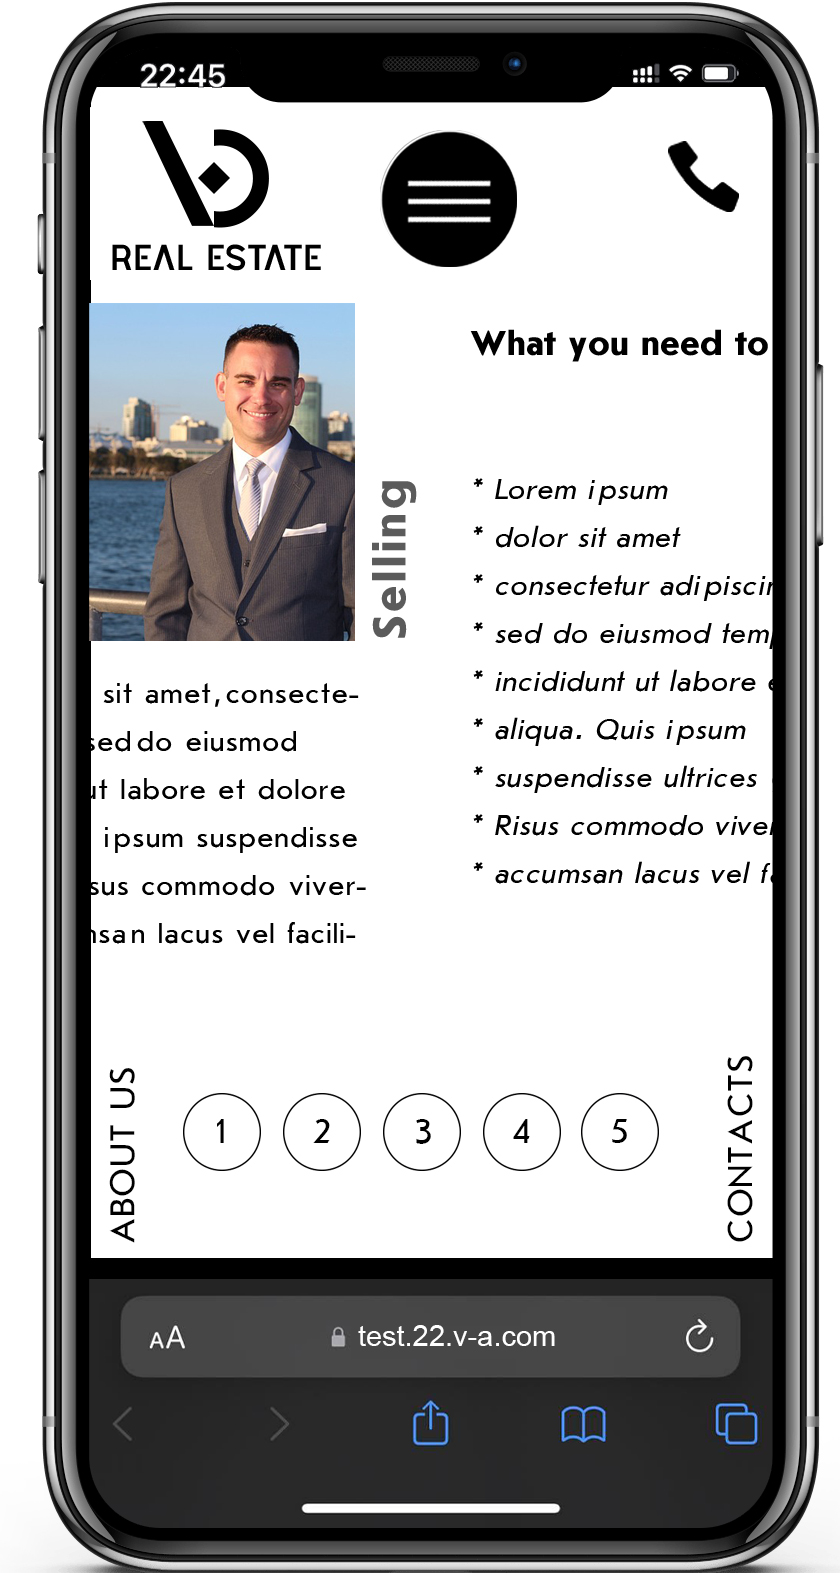 22:45
REAL ESTATE
What you need to
Selling
* Lorem ipsum
* dolor sit amet
* consectetur adipiscin
* sed do eiusmod temp
* incididunt ut labore e
* aliqua. Quis ipsum
* suspendisse ultrices
* Risus commodo viver
* accumsan lacus vel fa
sit amet, consecte-
sed do eiusmod
ut labore et dolore
ipsum suspendisse
sus commodo viver-
nsan lacus vel facili-
ABOUT US
1 2 3 4 5
CONTACTS
AA test.22.v-a.com